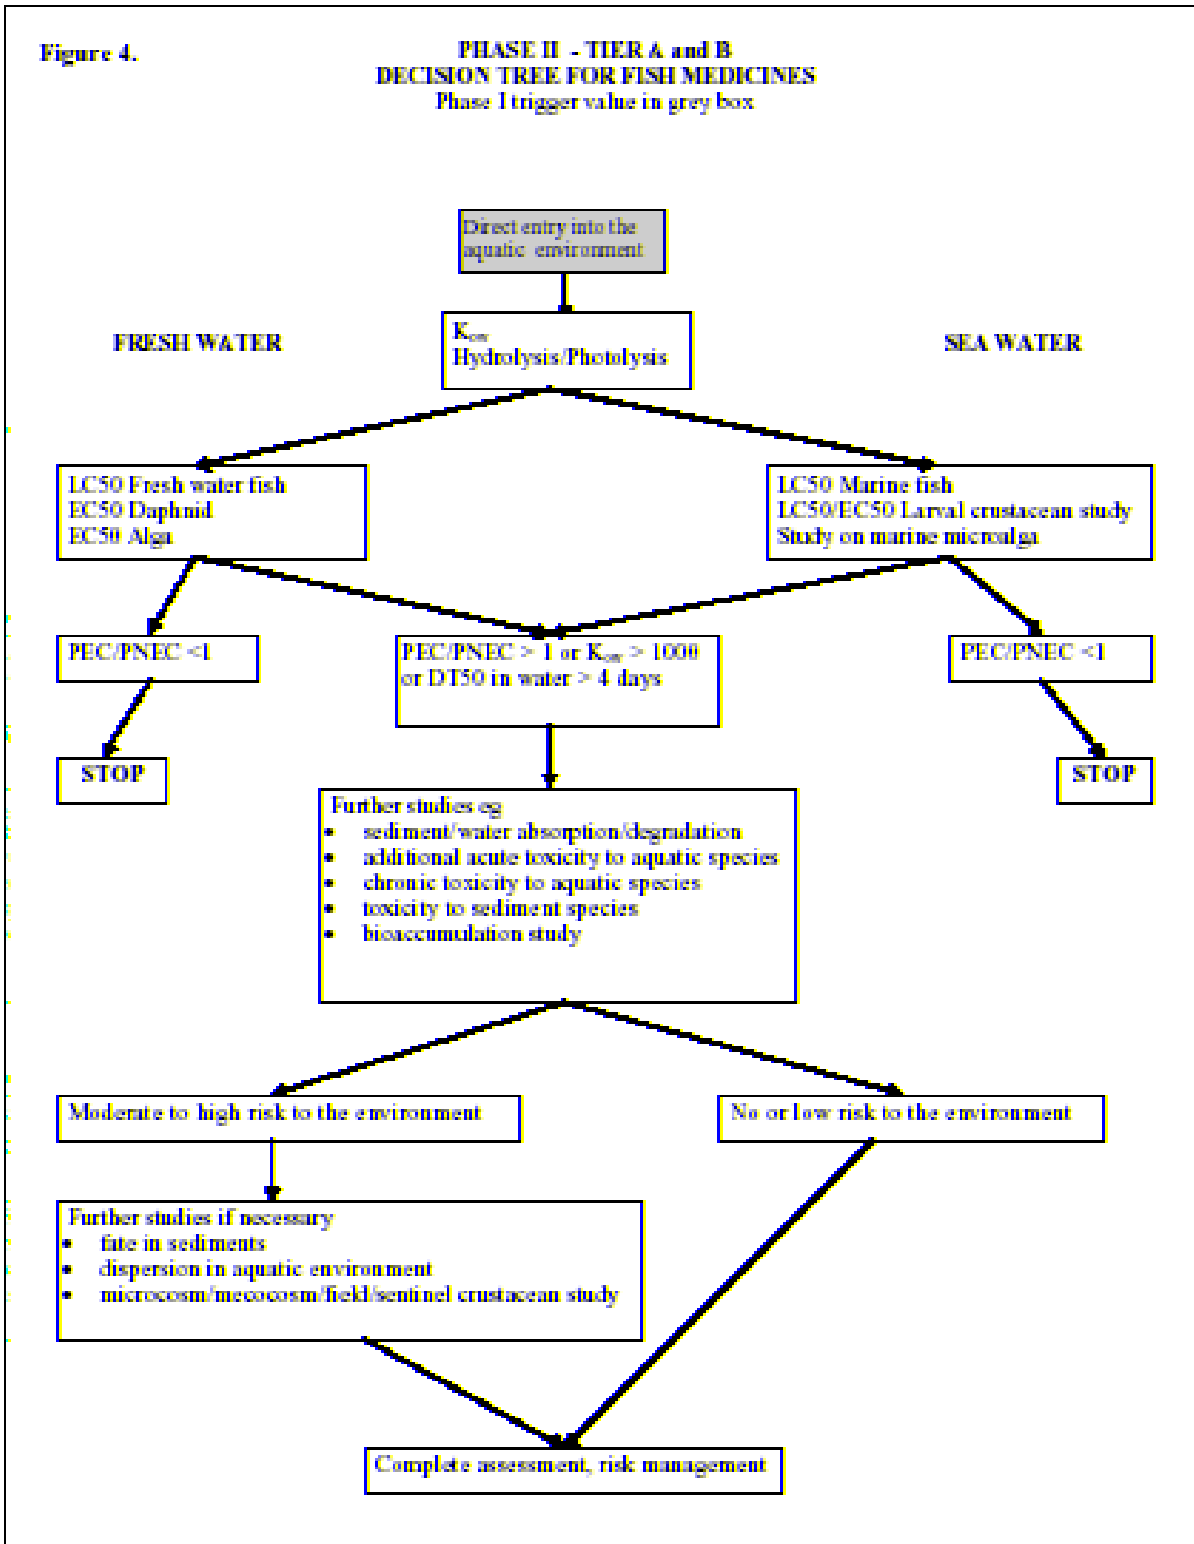 Figure 4.
PHASE II - TIER A and B
DECISION TREE FOR FISH MEDICINES
Phase I trigger value in grey box
Direct entry into the
aquatic environment
FRESH WATER
K_ow
Hydrolysis/Photolysis
SEA WATER
LC50 Fresh water fish
EC50 Daphnid
EC50 Alga
LC50 Marine fish
LC50/EC50 Larval crustacean study
Study on marine microalga
PEC/PNEC <1
PEC/PNEC > 1 or K_ow > 1000
or DT50 in water > 4 days
PEC/PNEC <1
STOP
STOP
Further studies eg
• sediment/water absorption/degradation
• additional acute toxicity to aquatic species
• chronic toxicity to aquatic species
• toxicity to sediment species
• bioaccumulation study
Moderate to high risk to the environment
No or low risk to the environment
Further studies if necessary
• fate in sediments
• dispersion in aquatic environment
• microcosm/mecocosm/field/sentinel crustacean study
Complete assessment, risk management